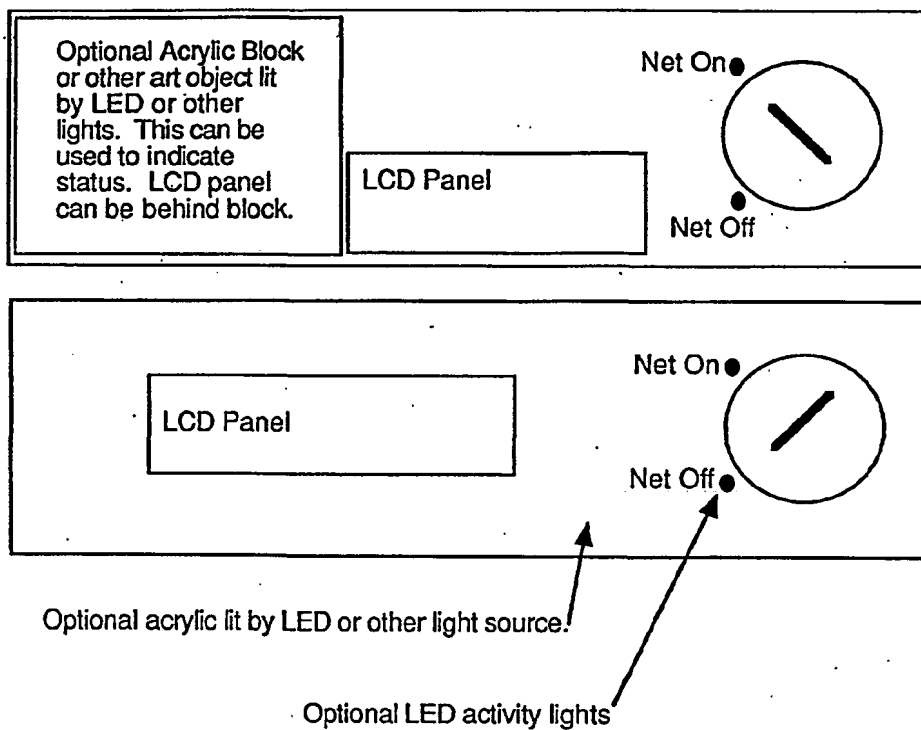 Optional Acrylic Block
or other art object lit
by LED or other
lights. This can be
used to indicate
status. LCD panel
can be behind block.
LCD Panel
Net On
Net Off
LCD Panel
Net On
Net Off
Optional acrylic lit by LED or other light source.
Optional LED activity lights